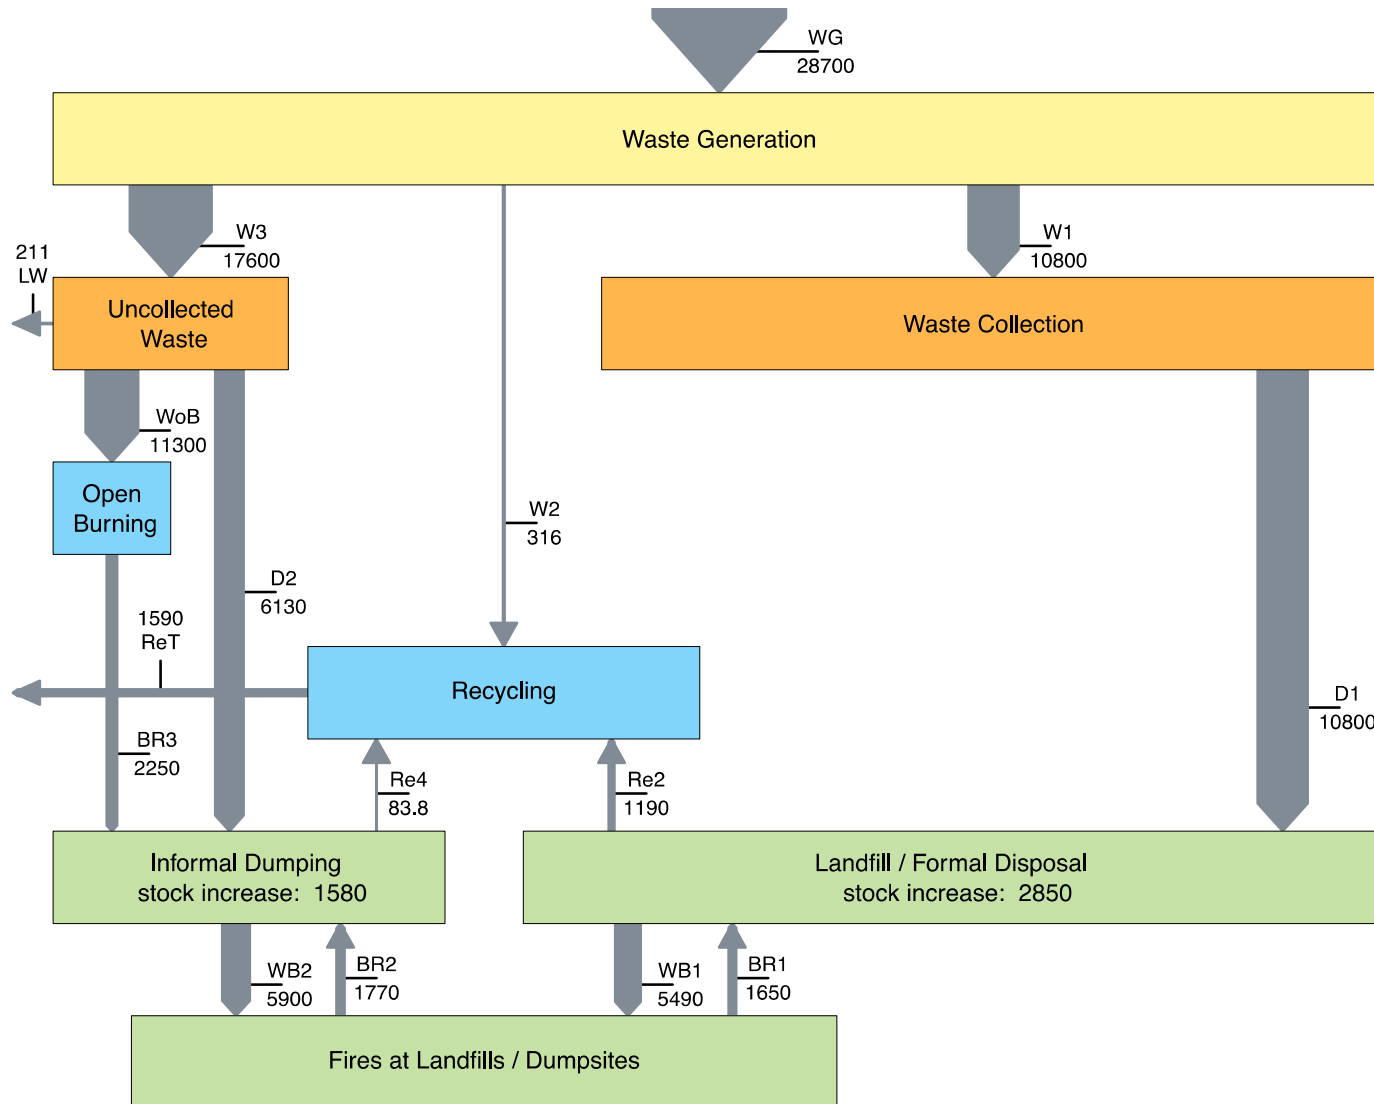 WG
28700
Waste Generation
W3
17600
W1
10800
211
LW
Uncollected
Waste
Waste Collection
WoB
11300
Open
Burning
W2
316
D2
6130
1590
ReT
Recycling
D1
10800
BR3
2250
Re4
83.8
Re2
1190
Informal Dumping
stock increase: 1580
Landfill / Formal Disposal
stock increase: 2850
WB2
5900
BR2
1770
WB1
5490
BR1
1650
Fires at Landfills / Dumpsites